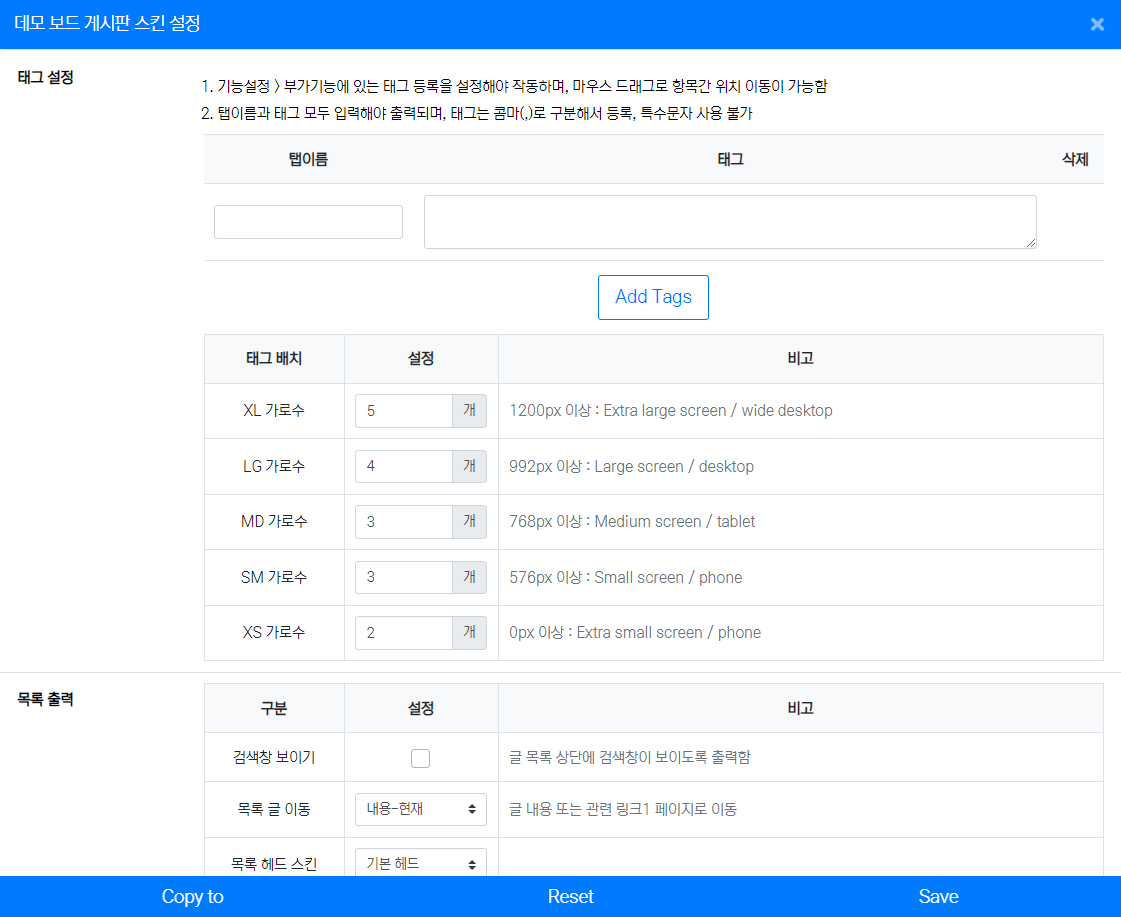 데모 보드 게시판 스킨 설정 ×
태그 설정
1. 기능설정 > 부가기능에 있는 태그 등록을 설정해야 작동하며, 마우스 드래그로 항목간 위치 이동이 가능함
2. 탭이름과 태그 모두 입력해야 출력되며, 태그는 콤마(,)로 구분해서 등록, 특수문자 사용 불가
탭이름 태그 삭제
Add Tags
태그 배치 설정 비고
XL 가로수 5 개 1200px 이상 : Extra large screen / wide desktop
LG 가로수 4 개 992px 이상 : Large screen / desktop
MD 가로수 3 개 768px 이상 : Medium screen / tablet
SM 가로수 3 개 576px 이상 : Small screen / phone
XS 가로수 2 개 0px 이상 : Extra small screen / phone
목록 출력
구분 설정 비고
검색창 보이기 글 목록 상단에 검색창이 보이도록 출력함
목록 글 이동 내용-현재 글 내용 또는 관련 링크1 페이지로 이동
목록 헤드 스킨 기본 헤드
Copy to Reset Save